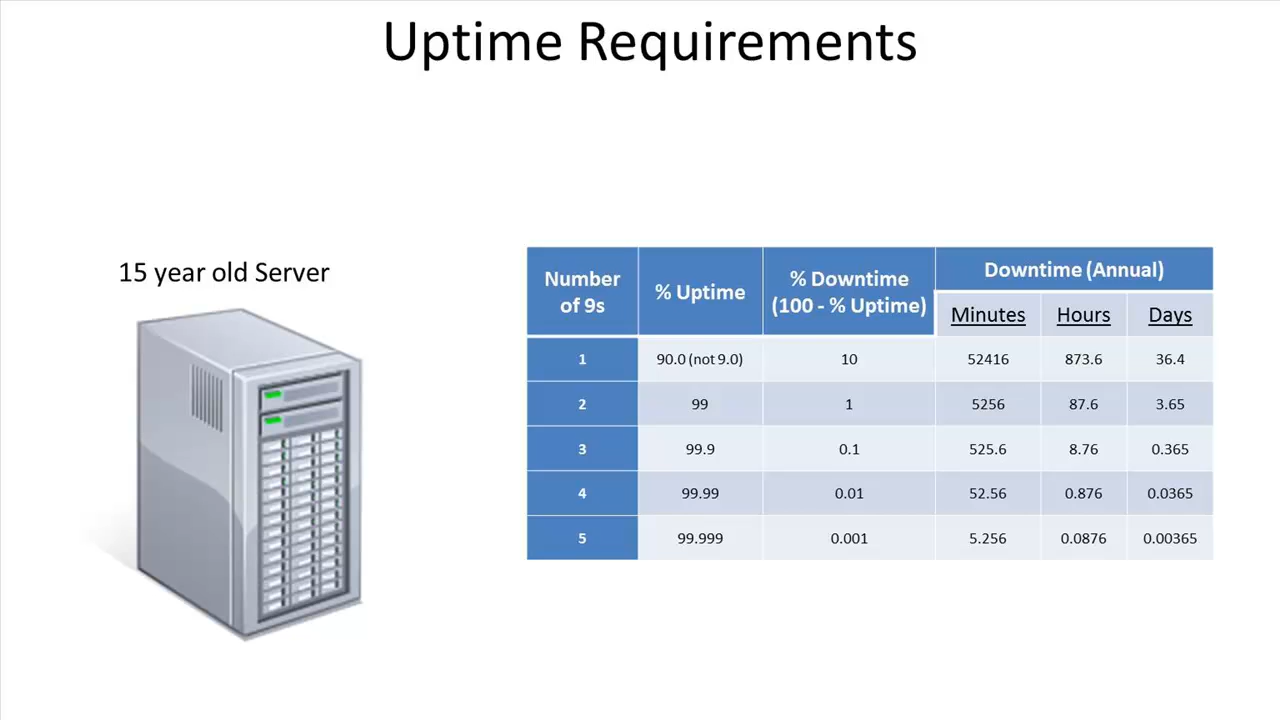 Uptime Requirements
15 year old Server
Number of 9s % Uptime % Downtime (100 - % Uptime) Downtime (Annual)
Minutes Hours Days
1 90.0 (not 9.0) 10 52416 873.6 36.4
2 99 1 5256 87.6 3.65
3 99.9 0.1 525.6 8.76 0.365
4 99.99 0.01 52.56 0.876 0.0365
5 99.999 0.001 5.256 0.0876 0.00365